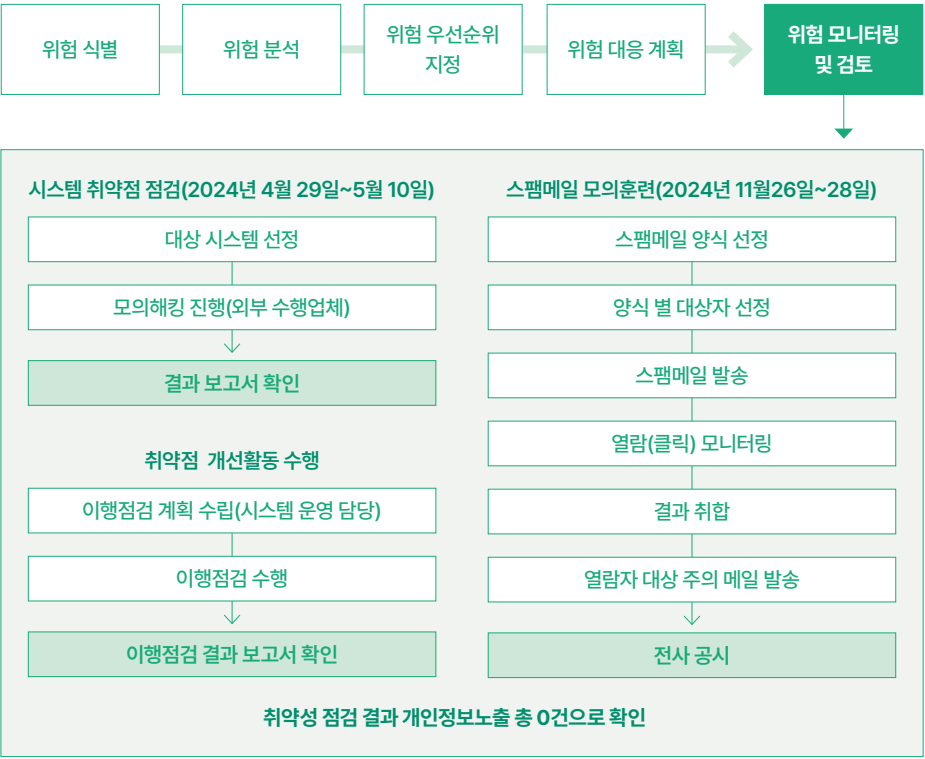 위험 식별
위험 분석
위험 우선순위
지정
위험 대응 계획
위험 모니터링
및 검토
시스템 취약점 점검(2024년 4월 29일~5월 10일)
대상 시스템 선정
모의해킹 진행(외부 수행업체)
결과 보고서 확인
취약점 개선활동 수행
이행점검 계획 수립(시스템 운영 담당)
이행점검 수행
이행점검 결과 보고서 확인
스팸메일 모의훈련(2024년 11월26일~28일)
스팸메일 양식 선정
양식 별 대상자 선정
스팸메일 발송
열람(클릭) 모니터링
결과 취합
열람자 대상 주의 메일 발송
전사 공시
취약성 점검 결과 개인정보노출 총 0건으로 확인